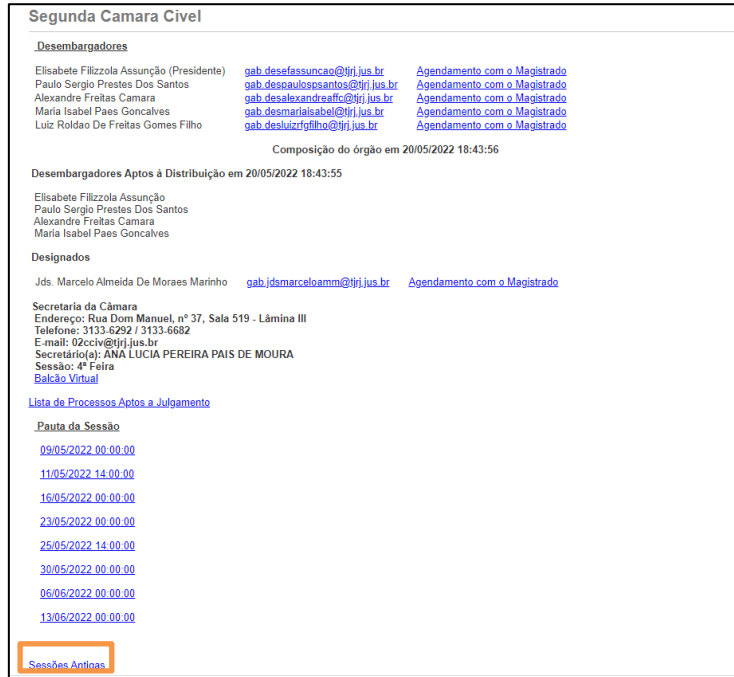 Segunda Camara Civel
Desembargadores
Elisabete Filizzola Assunção (Presidente) gab.desefassuncao@tjrj.jus.br Agendamento com o Magistrado
Paulo Sergio Prestes Dos Santos gab.despaulospsantos@tjrj.jus.br Agendamento com o Magistrado
Alexandre Freitas Camara gab.desalexandreaffc@tjrj.jus.br Agendamento com o Magistrado
Maria Isabel Paes Goncalves gab.desmariaisabel@tjrj.jus.br Agendamento com o Magistrado
Luiz Roldao De Freitas Gomes Filho gab.desluizrfgfilho@tjrj.jus.br Agendamento com o Magistrado
Composição do órgão em 20/05/2022 18:43:56
Desembargadores Aptos à Distribuição em 20/05/2022 18:43:55
Elisabete Filizzola Assunção
Paulo Sergio Prestes Dos Santos
Alexandre Freitas Camara
Maria Isabel Paes Goncalves
Designados
Jds. Marcelo Almeida De Moraes Marinho gab.jdsmarceloamm@tjrj.jus.br Agendamento com o Magistrado
Secretaria da Câmara
Endereço: Rua Dom Manuel, nº 37, Sala 519 - Lâmina III
Telefone: 3133-6292 / 3133-6682
E-mail: 02cciv@tjrj.jus.br
Secretário(a): ANA LUCIA PEREIRA PAIS DE MOURA
Sessão: 4ª Feira
Balcão Virtual
Lista de Processos Aptos a Julgamento
Pauta da Sessão
09/05/2022 00:00:00
11/05/2022 14:00:00
16/05/2022 00:00:00
23/05/2022 00:00:00
25/05/2022 14:00:00
30/05/2022 00:00:00
06/06/2022 00:00:00
13/06/2022 00:00:00
Sessões Antigas